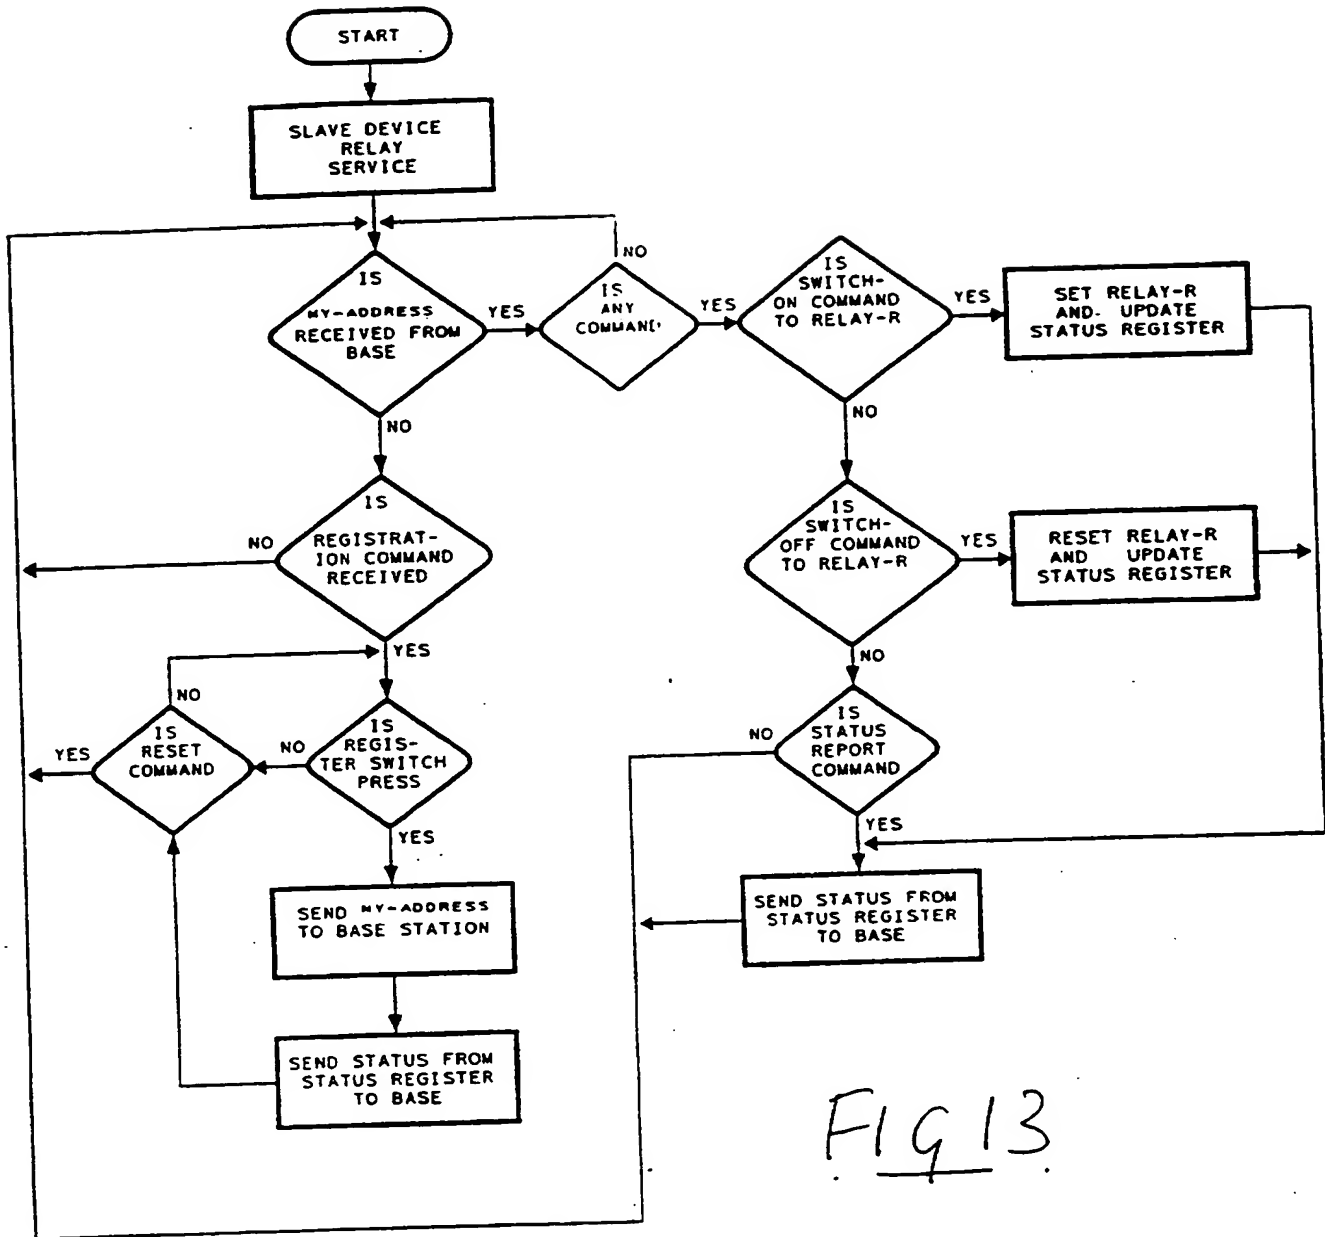 START
SLAVE DEVICE
RELAY
SERVICE
IS
MY-ADDRESS
RECEIVED FROM
BASE
YES
NO
IS
ANY
COMMAND
NO
YES
IS
SWITCH-
ON COMMAND
TO RELAY-R
YES
NO
SET RELAY-R
AND. UPDATE
STATUS REGISTER
IS
REGISTRAT-
ION COMMAND
RECEIVED
NO
YES
IS
SWITCH-
OFF COMMAND
TO RELAY-R
YES
NO
RESET RELAY-R
AND UPDATE
STATUS REGISTER
IS
RESET
COMMAND
NO
YES
IS
REGIS-
TER SWITCH
PRESS
NO
YES
IS
STATUS
REPORT
COMMAND
NO
YES
SEND MY-ADDRESS
TO BASE STATION
SEND STATUS FROM
STATUS REGISTER
TO BASE
SEND STATUS FROM
STATUS REGISTER
TO BASE
FIG 13